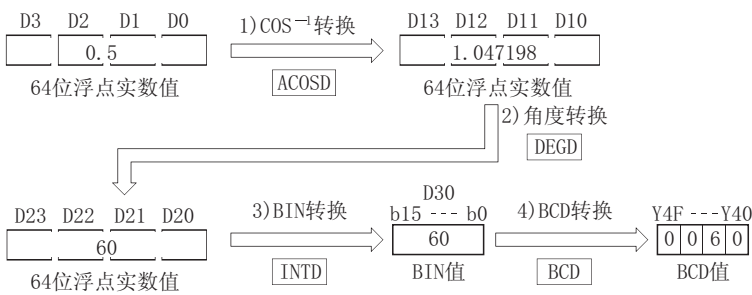 D3 D2 D1 D0
0.5
64位浮点实数值
1)COS⁻¹转换
ACOSD
D13 D12 D11 D10
1.047198
64位浮点实数值
2)角度转换
DEGD
D23 D22 D21 D20
60
64位浮点实数值
3)BIN转换
INTD
D30
b15 --- b0
60
BIN值
4)BCD转换
BCD
Y4F ---Y40
0 0 6 0
BCD值